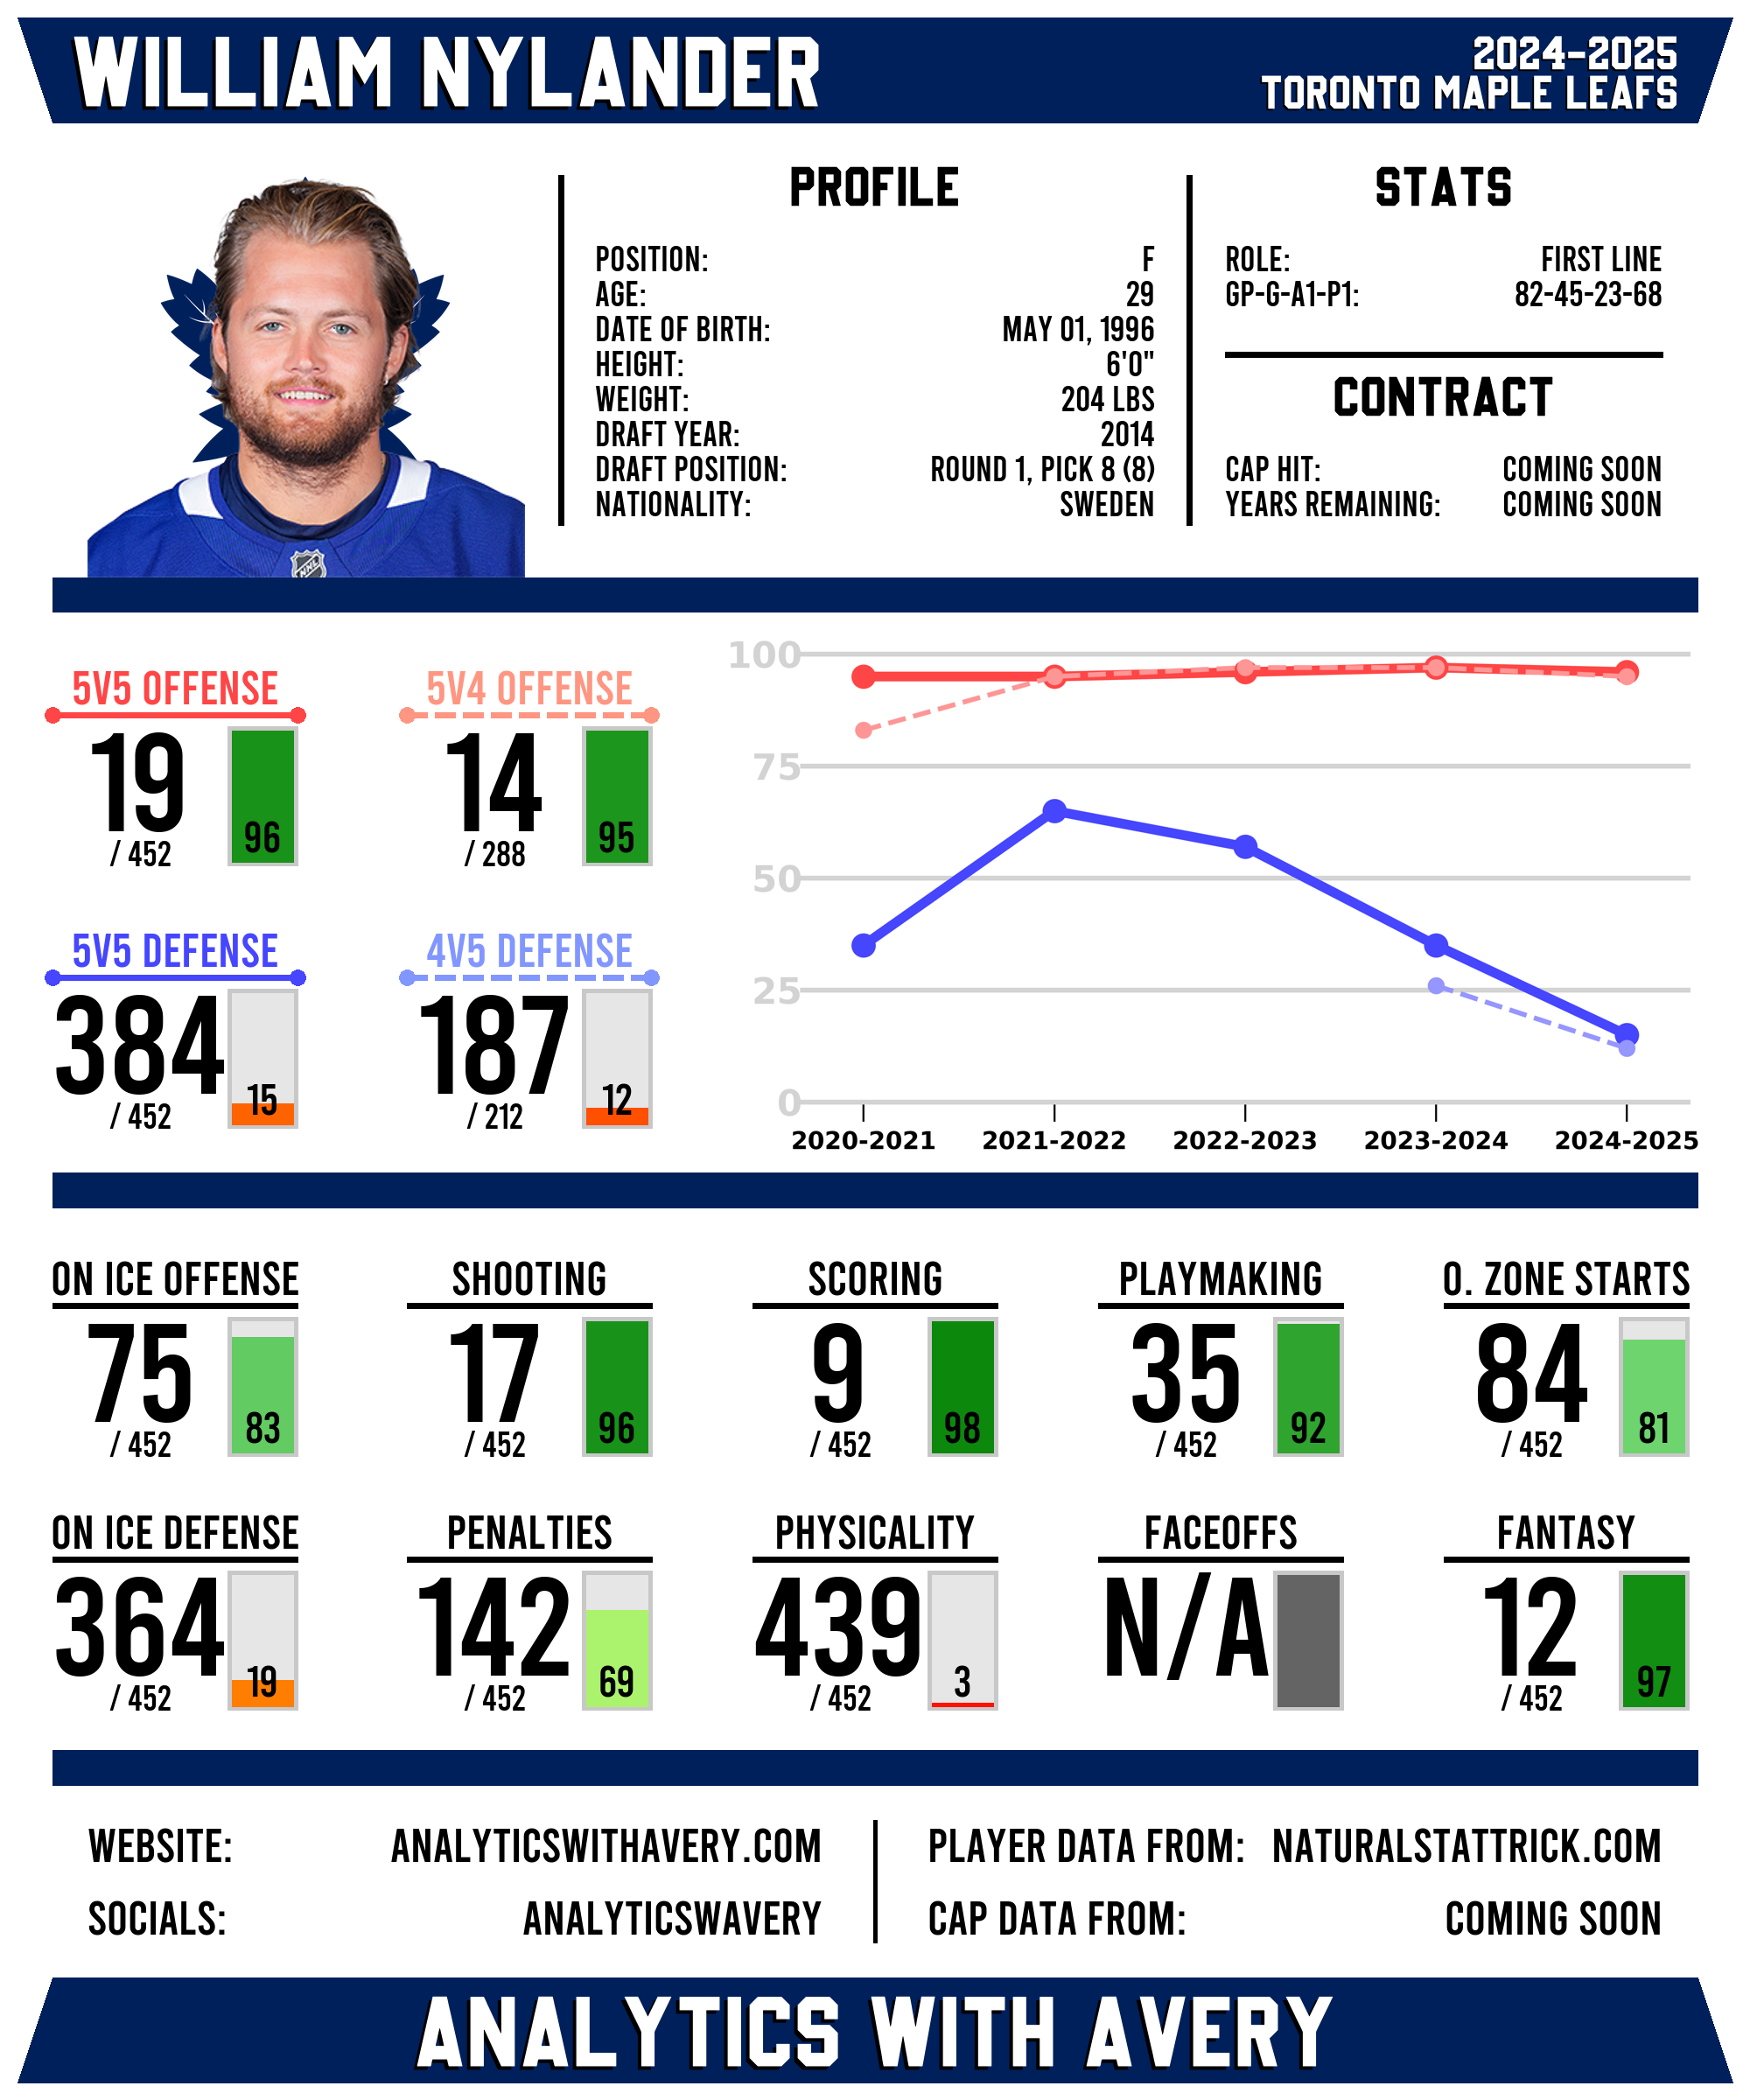 WILLIAM NYLANDER
2024-2025
TORONTO MAPLE LEAFS
PROFILE
POSITION: F
AGE: 29
DATE OF BIRTH: MAY 01, 1996
HEIGHT: 6'0"
WEIGHT: 204 LBS
DRAFT YEAR: 2014
DRAFT POSITION: ROUND 1, PICK 8 (8)
NATIONALITY: SWEDEN
STATS
ROLE: FIRST LINE
GP-G-A1-P1: 82-45-23-68
CONTRACT
CAP HIT: COMING SOON
YEARS REMAINING: COMING SOON
NHL
5V5 OFFENSE
19
/ 452
96
5V4 OFFENSE
14
/ 288
95
5V5 DEFENSE
384
/ 452
15
4V5 DEFENSE
187
/ 212
12
100
75
50
25
0
2020-2021 2021-2022 2022-2023 2023-2024 2024-2025
ON ICE OFFENSE
75
/ 452
83
SHOOTING
17
/ 452
96
SCORING
9
/ 452
98
PLAYMAKING
35
/ 452
92
O. ZONE STARTS
84
/ 452
81
ON ICE DEFENSE
364
/ 452
19
PENALTIES
142
/ 452
69
PHYSICALITY
439
/ 452
3
FACEOFFS
N/A
FANTASY
12
/ 452
97
WEBSITE: ANALYTICSWITHAVERY.COM
SOCIALS: ANALYTICSWAVERY
PLAYER DATA FROM: NATURALSTATTRICK.COM
CAP DATA FROM: COMING SOON
ANALYTICS WITH AVERY